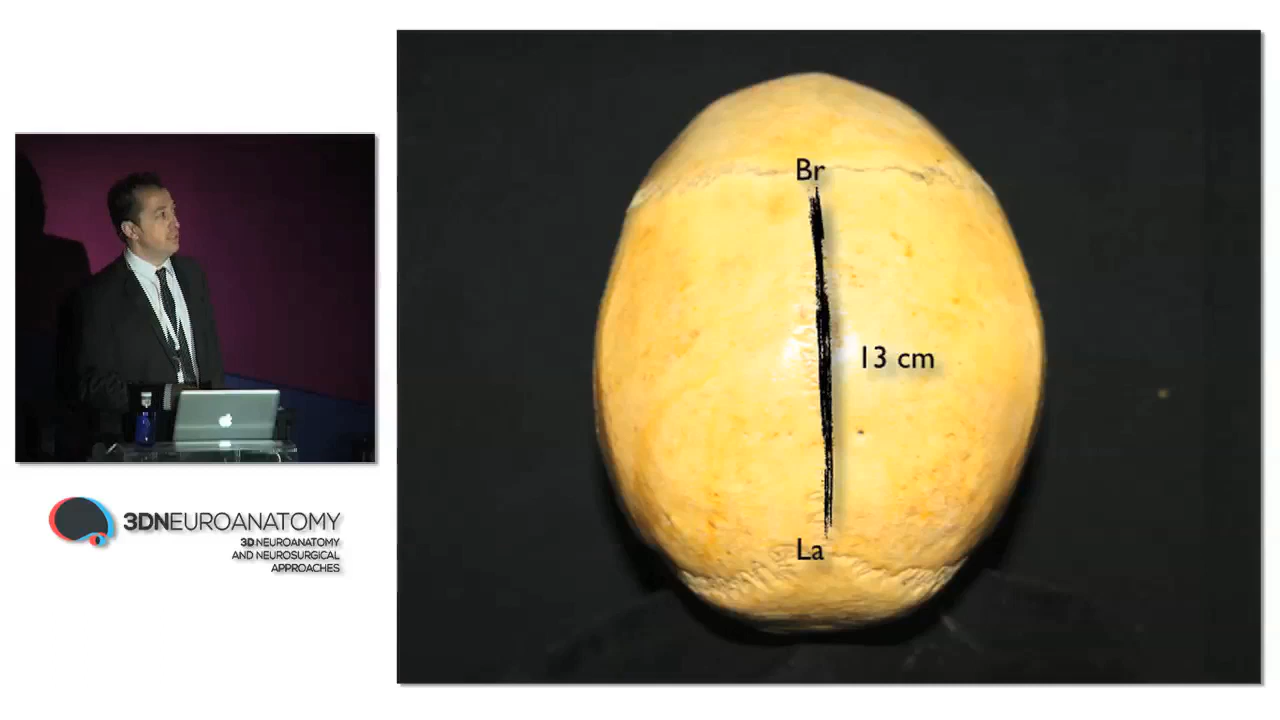 Br
13 cm
La
3DNEUROANATOMY
3D NEUROANATOMY
AND NEUROSURGICAL
APPROACHES